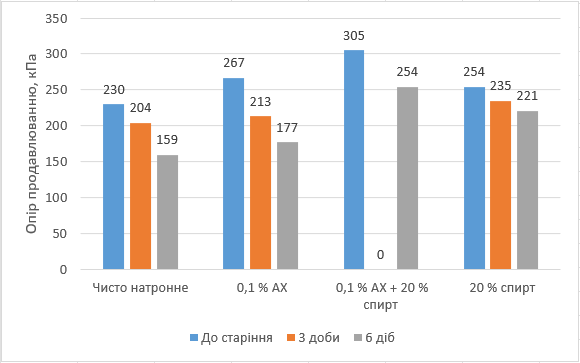 Опір продавлюванню, кПа
350
300
250
200
150
100
50
0
230
204
159
267
213
177
305
0
254
254
235
221
Чисто натронне
0,1 % АХ
0,1 % АХ + 20 %
спирт
20 % спирт
До старіння
3 доби
6 діб